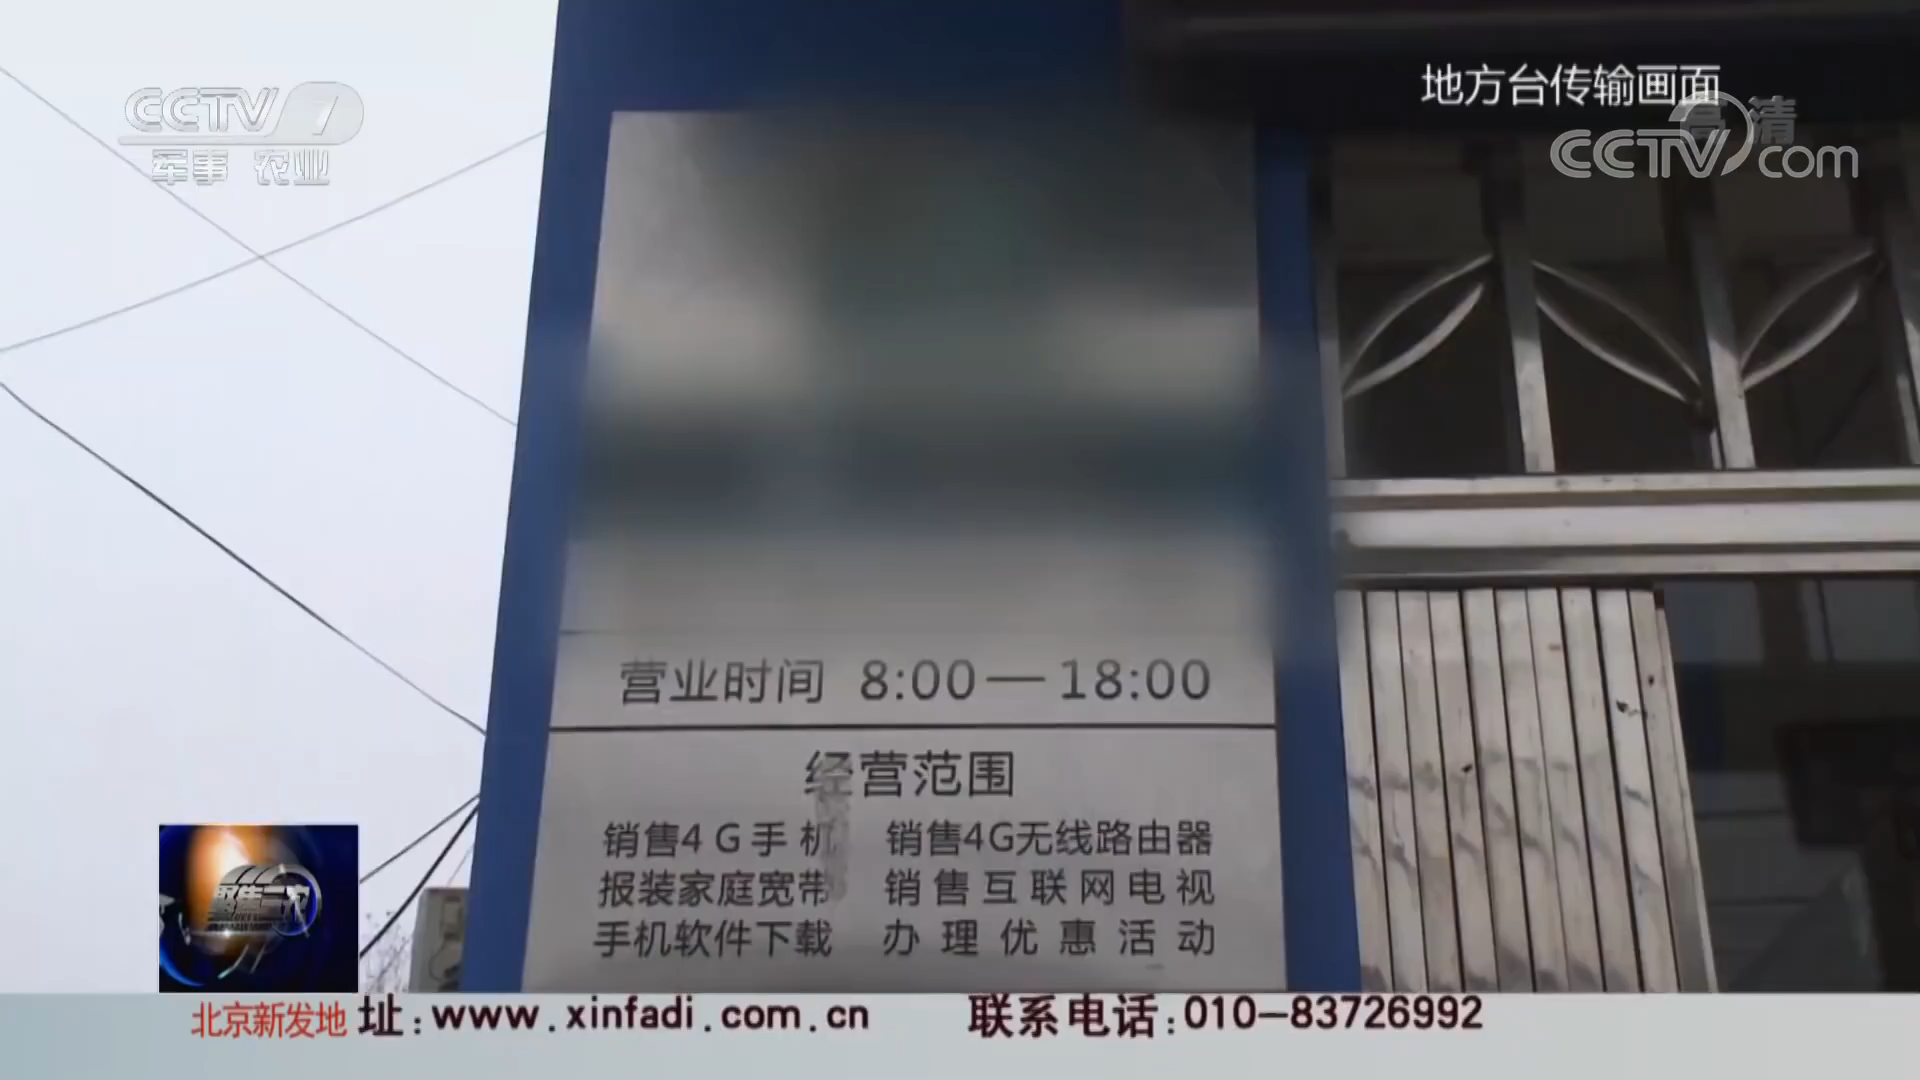 CCTV 7
军事 农业
地方台传输画面
高清
CCTV.com
营业时间 8:00—18:00
经营范围
销售4G手机 销售4G无线路由器
报装家庭宽带 销售互联网电视
手机软件下载 办理优惠活动
聚焦三农
北京新发地 址:www.xinfadi.com.cn 联系电话:010-83726992